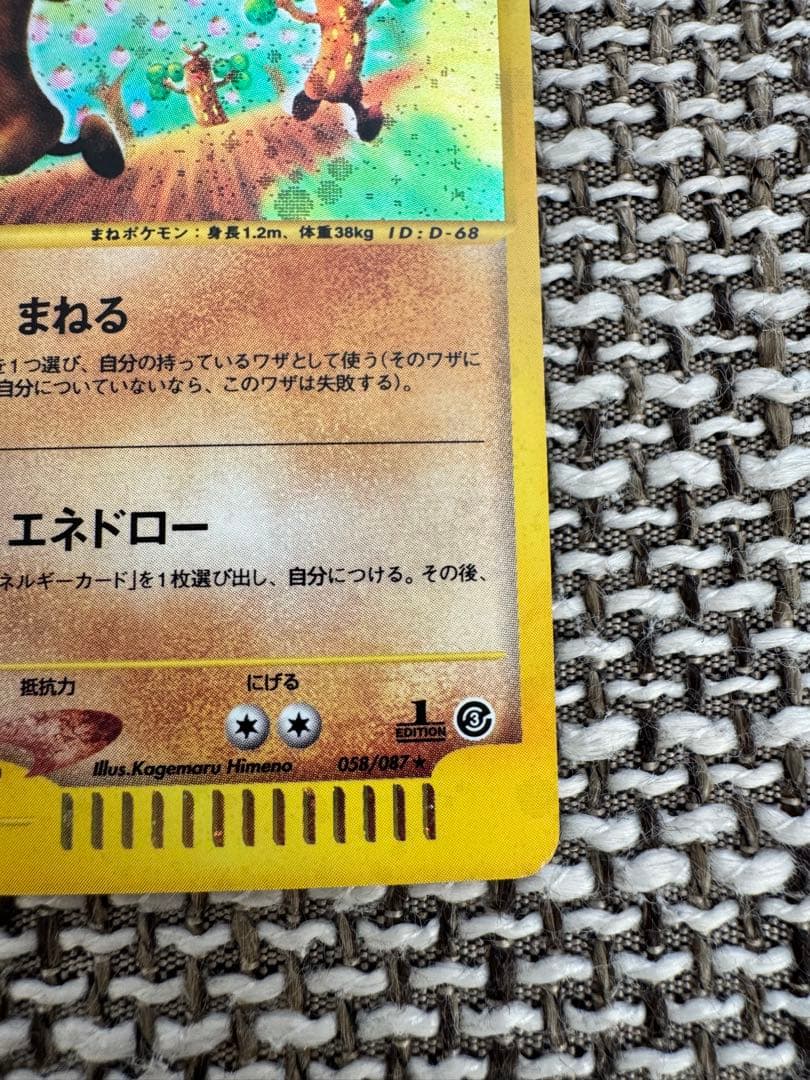 まねポケモン：身長1.2m、体重38kg ID：D-68
まねる
を1つ選び、自分の持っているワザとして使う（そのワザに
自分についていないなら、このワザは失敗する）。
エネドロー
ネルギーカード」を1枚選び出し、自分につける。その後、
抵抗力
にげる
1
EDITION
3
Illus.Kagemaru Himeno
058/087★